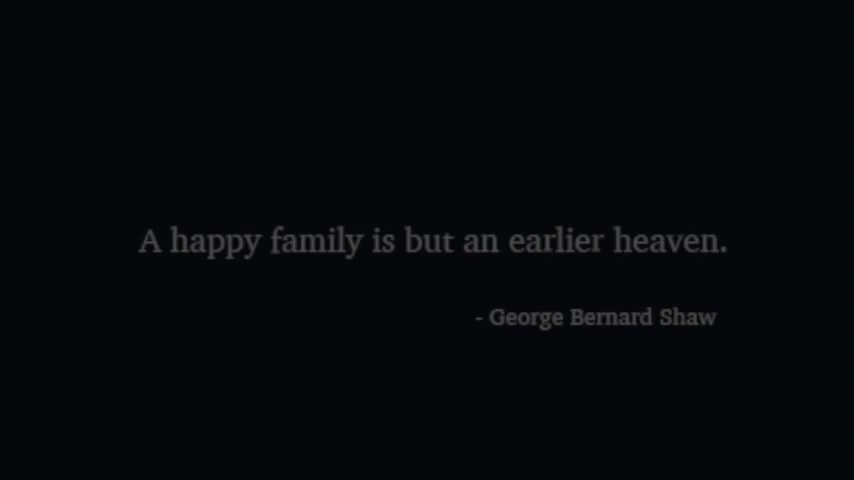 A happy family is but an earlier heaven.
- George Bernard Shaw